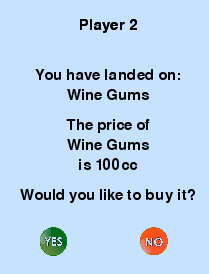 Player 2
You have landed on:
Wine Gums
The price of
Wine Gums
is 100cc
Would you like to buy it?
YES NO